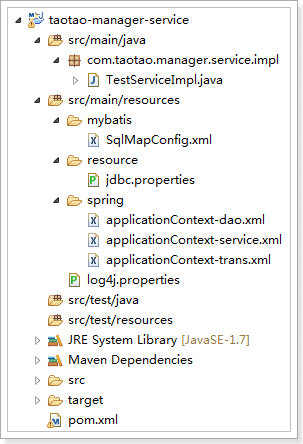 taotao-manager-service
src/main/java
com.taotao.manager.service.impl
TestServiceImpl.java
src/main/resources
mybatis
SqlMapConfig.xml
resource
jdbc.properties
spring
applicationContext-dao.xml
applicationContext-service.xml
applicationContext-trans.xml
log4j.properties
src/test/java
src/test/resources
JRE System Library [JavaSE-1.7]
Maven Dependencies
src
target
pom.xml